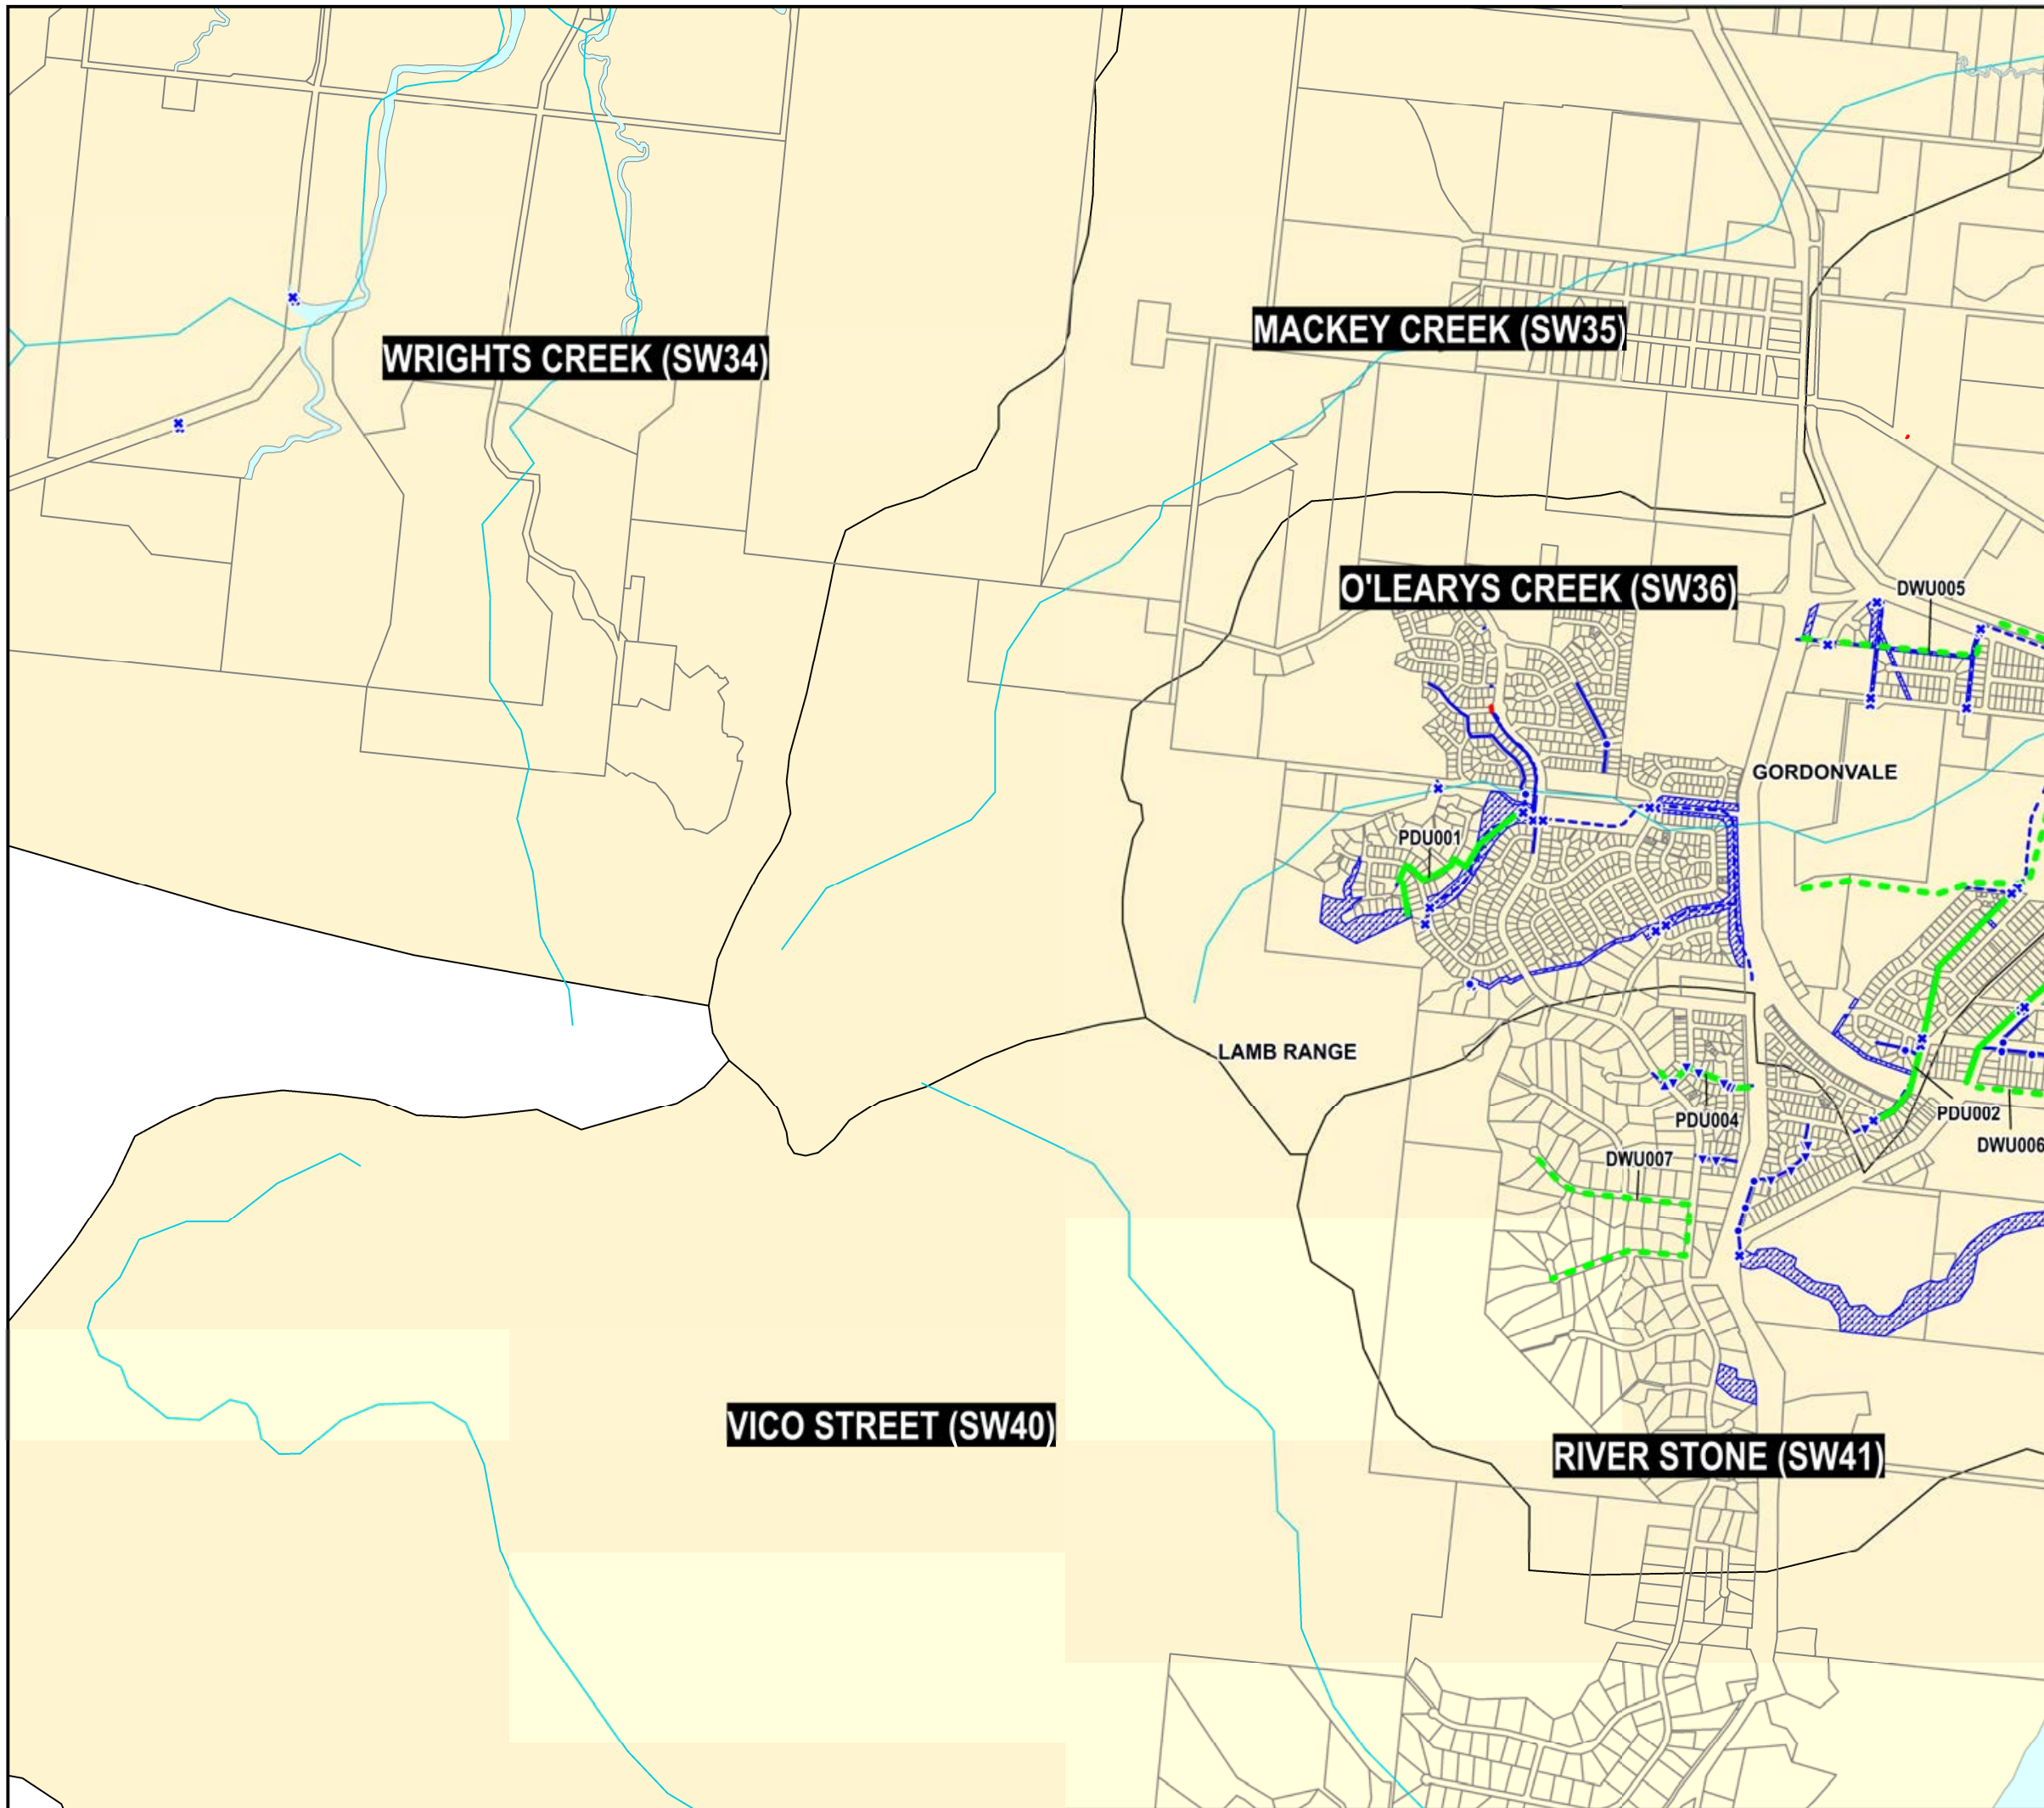 MACKEY CREEK (SW35)
WRIGHTS CREEK (SW34)
O'LEARYS CREEK (SW36)
DWU005
GORDONVALE
PDU001
LAMB RANGE
PDU002
PDU004
DWU006
DWU007
VICO STREET (SW40)
RIVER STONE (SW41)